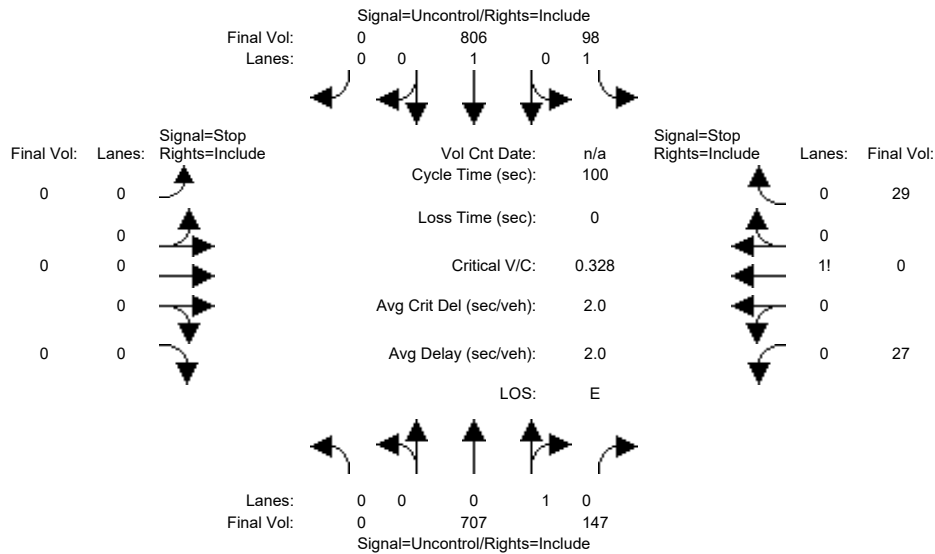 Signal=Uncontrol/Rights=Include
Final Vol: 0 806 98
Lanes: 0 0 1 0 1
Signal=Stop
Final Vol: Lanes: Rights=Include
Vol Cnt Date: n/a
Signal=Stop
Rights=Include Lanes: Final Vol:
Cycle Time (sec): 100
0 0
0 29
Loss Time (sec): 0
0
0
0 0
Critical V/C: 0.328
1! 0
0
Avg Crit Del (sec/veh): 2.0
0
0 0
Avg Delay (sec/veh): 2.0
0 27
LOS: E
Lanes: 0 0 0 1 0
Final Vol: 0 707 147
Signal=Uncontrol/Rights=Include